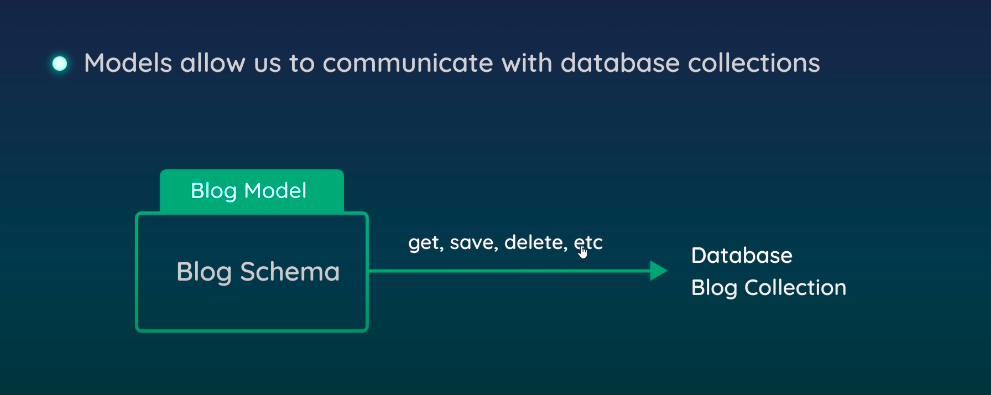 Models allow us to communicate with database collections
Blog Model
Blog Schema
get, save, delete, etc
Database
Blog Collection